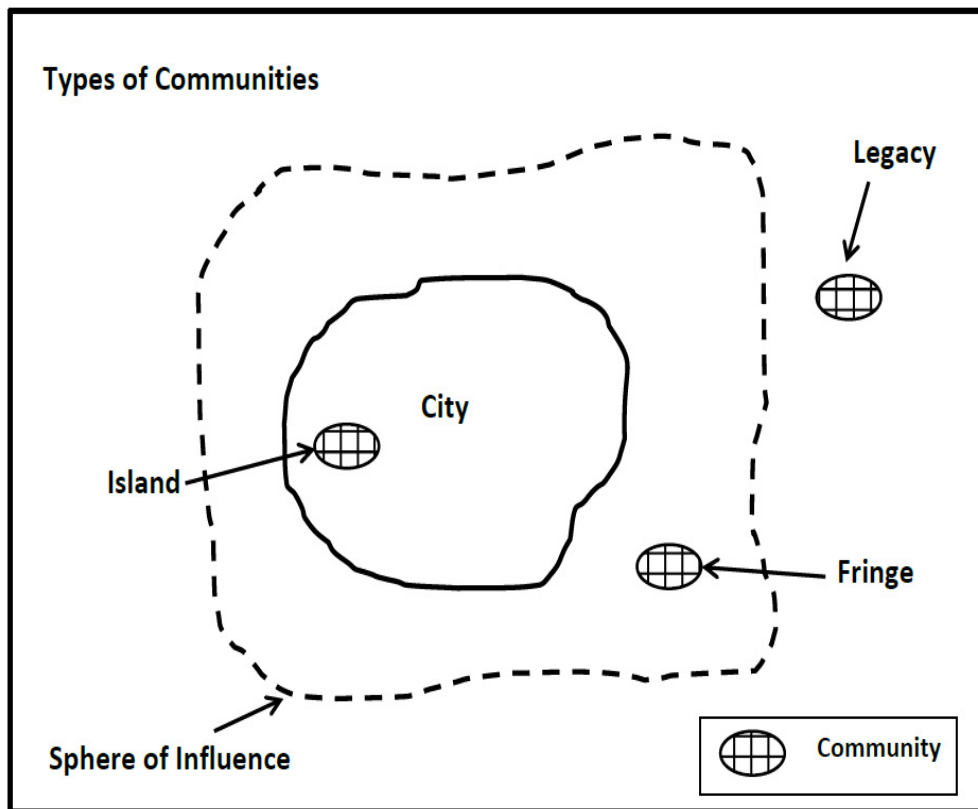 Types of Communities
Legacy
City
Island
Fringe
Sphere of Influence
Community